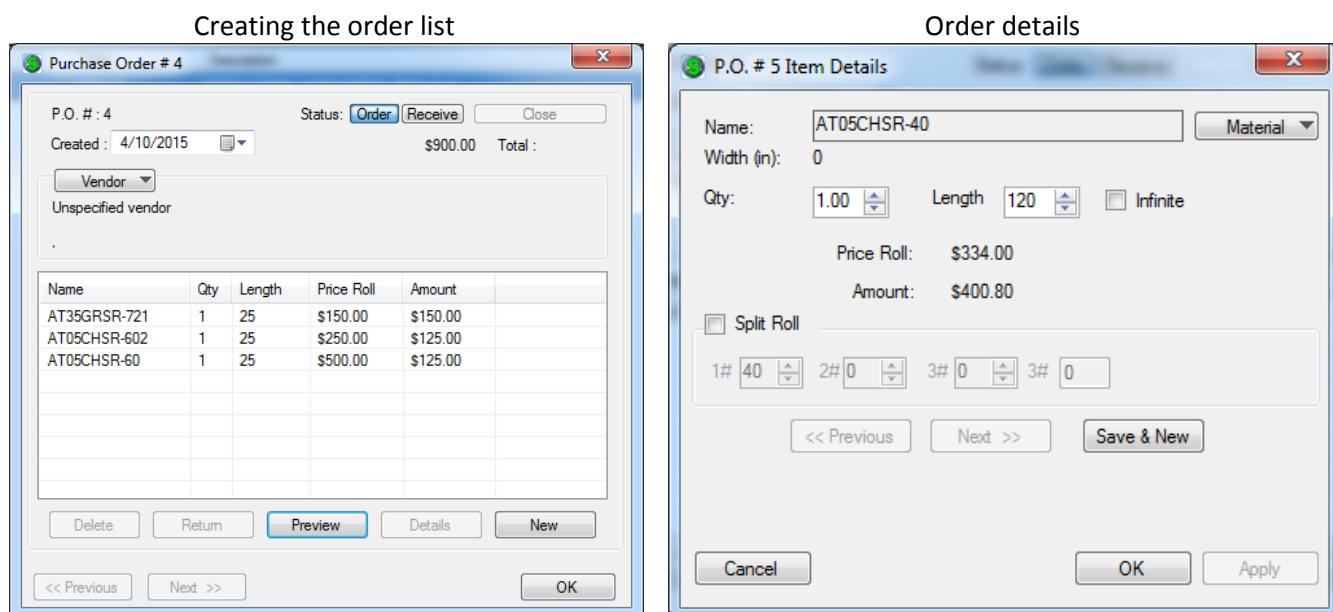 Creating the order list
Purchase Order # 4
P.O. # : 4 Status: Order Receive Close
Created : 4/10/2015 $900.00 Total :
Vendor
Unspecified vendor
.
Name Qty Length Price Roll Amount
AT35GRSR-721 1 25 $150.00 $150.00
AT05CHSR-602 1 25 $250.00 $125.00
AT05CHSR-60 1 25 $500.00 $125.00
Delete Return Preview Details New
<< Previous Next >> OK
Order details
P.O. # 5 Item Details
Name: AT05CHSR-40 Material
Width (in): 0
Qty: 1.00 Length 120 Infinite
Price Roll: $334.00
Amount: $400.80
Split Roll
1# 40 2# 0 3# 0 3# 0
<< Previous Next >> Save & New
Cancel OK Apply